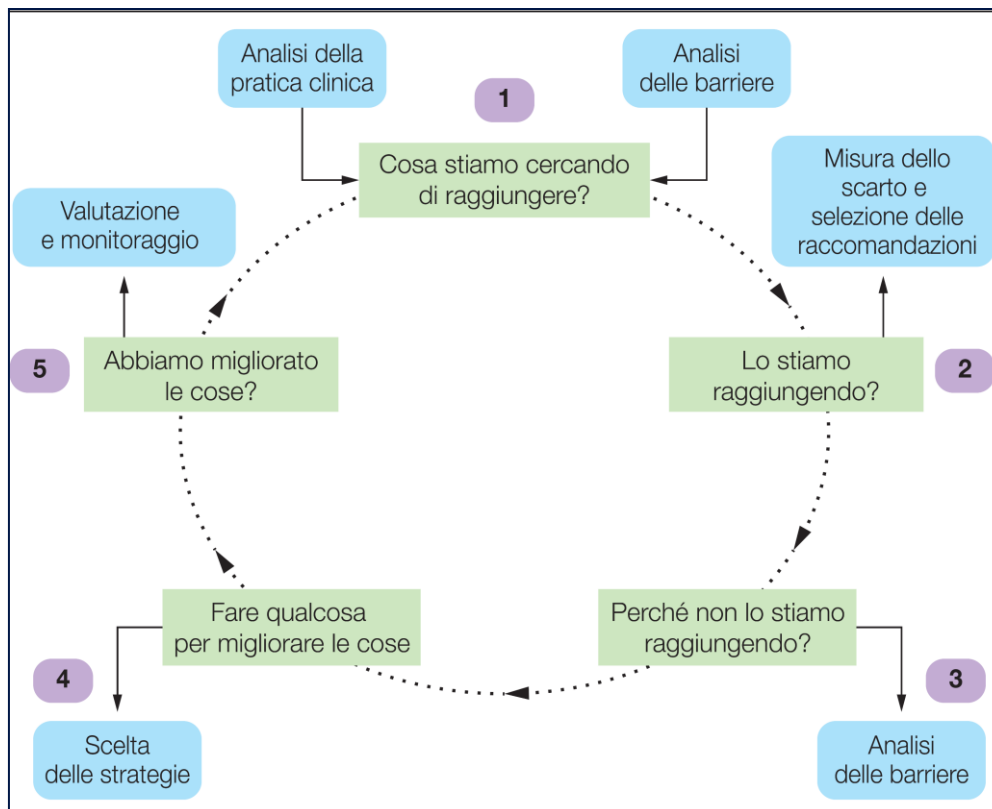 Analisi della
pratica clinica
Analisi
delle barriere
1
Cosa stiamo cercando
di raggiungere?
Misura dello
scarto e
selezione delle
raccomandazioni
Valutazione
e monitoraggio
5
Abbiamo migliorato
le cose?
Lo stiamo
raggiungendo?
2
Fare qualcosa
per migliorare le cose
Perché non lo stiamo
raggiungendo?
4
3
Scelta
delle strategie
Analisi
delle barriere